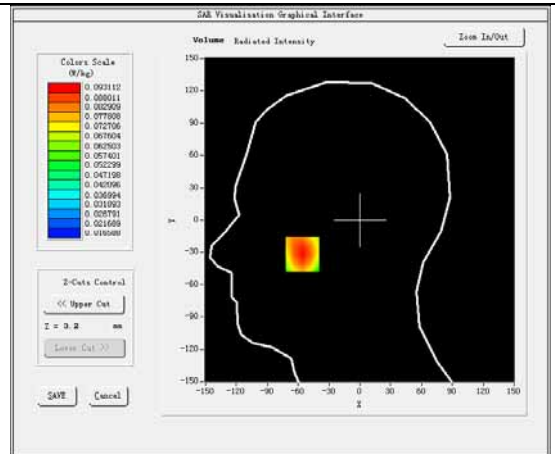 SAR Visualisation Graphical Interface
Volume Radiated Intensity
Zoom In/Out
Colors Scale
(W/kg)
0.093112
0.088011
0.082909
0.077808
0.072706
0.067604
0.062503
0.057401
0.052299
0.047198
0.042096
0.036994
0.031893
0.026791
0.021689
0.016588
Z-Cuts Control
<< Upper Cut
Z = 3.2 mm
Lower Cut >>
SAVE
Cancel
150
120
90
60
30
0
-30
-60
-90
-120
-150
Y
-150 -120 -90 -60 -30 0 30 60 90 120 150
X